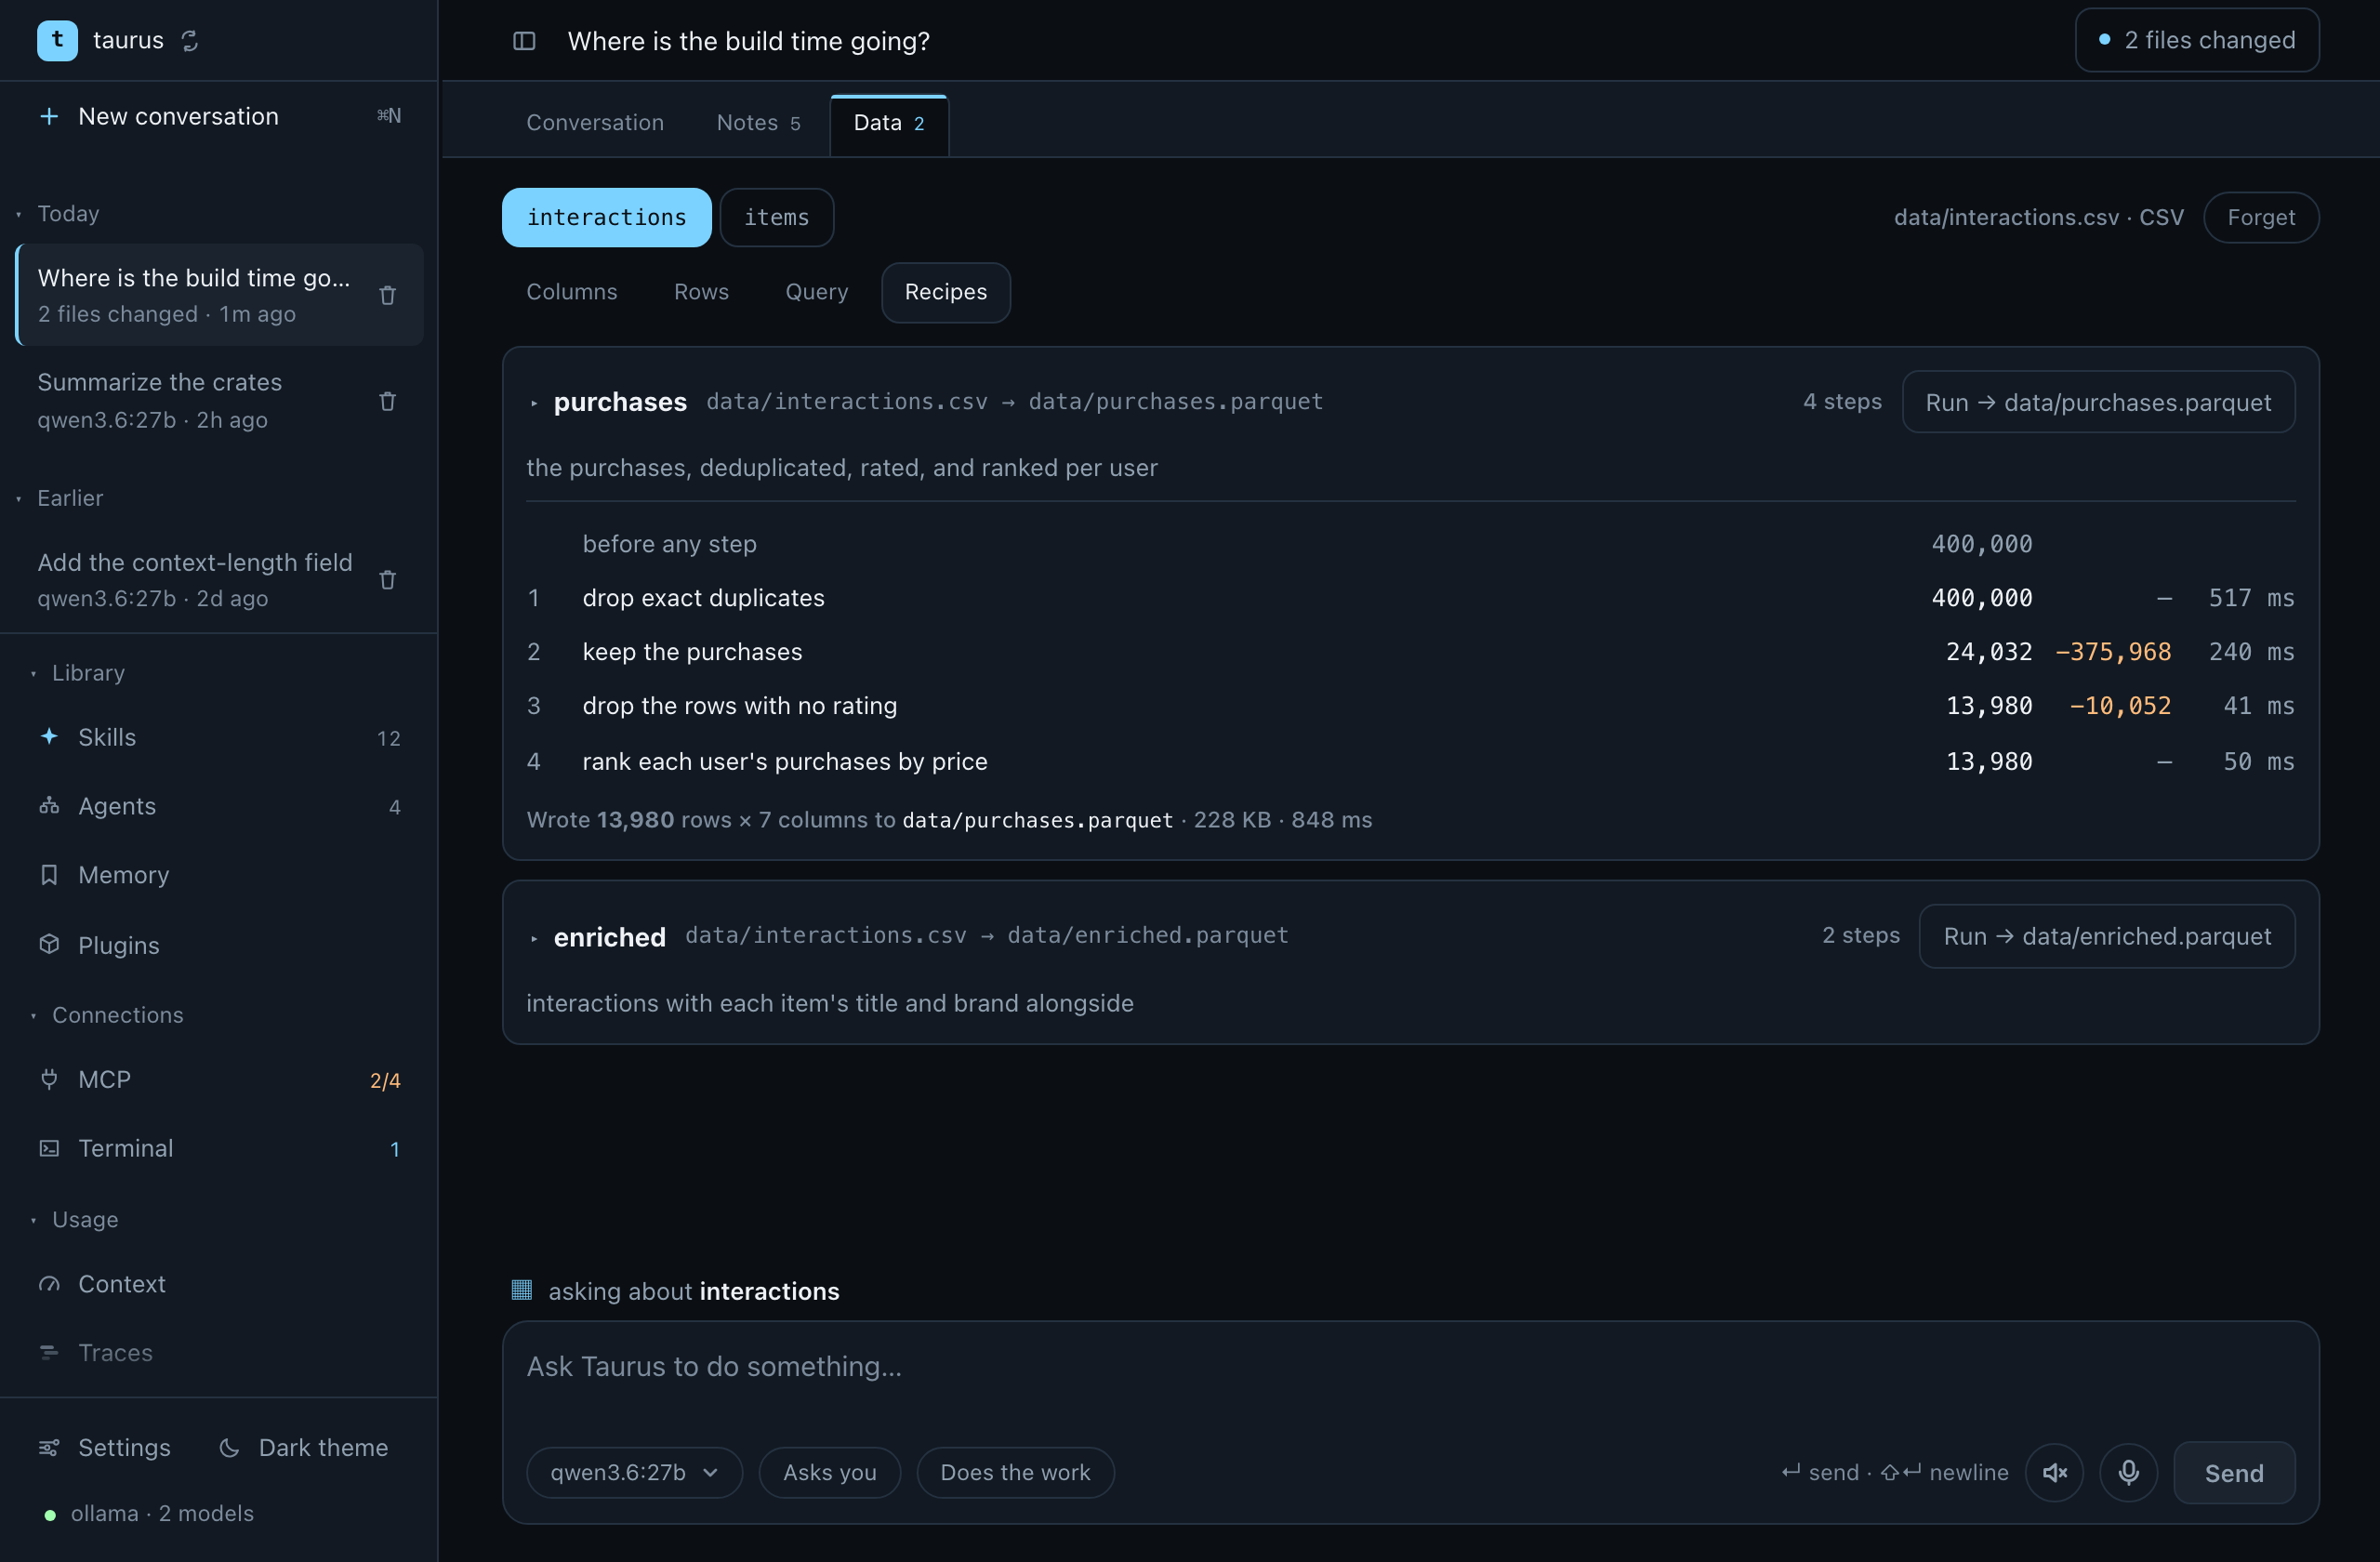 t taurus
New conversation ⌘N
Today
Where is the build time go...
2 files changed · 1m ago
Summarize the crates
qwen3.6:27b · 2h ago
Earlier
Add the context-length field
qwen3.6:27b · 2d ago
Library
Skills 12
Agents 4
Memory
Plugins
Connections
MCP 2/4
Terminal 1
Usage
Context
Traces
Settings Dark theme
ollama · 2 models
Where is the build time going? 2 files changed
Conversation Notes 5 Data 2
interactions items data/interactions.csv · CSV Forget
Columns Rows Query Recipes
purchases data/interactions.csv → data/purchases.parquet 4 steps Run → data/purchases.parquet
the purchases, deduplicated, rated, and ranked per user
before any step 400,000
1 drop exact duplicates 400,000 — 517 ms
2 keep the purchases 24,032 −375,968 240 ms
3 drop the rows with no rating 13,980 −10,052 41 ms
4 rank each user's purchases by price 13,980 — 50 ms
Wrote 13,980 rows × 7 columns to data/purchases.parquet · 228 KB · 848 ms
enriched data/interactions.csv → data/enriched.parquet 2 steps Run → data/enriched.parquet
interactions with each item's title and brand alongside
asking about interactions
Ask Taurus to do something...
qwen3.6:27b Asks you Does the work ↵ send · ⇧↵ newline Send